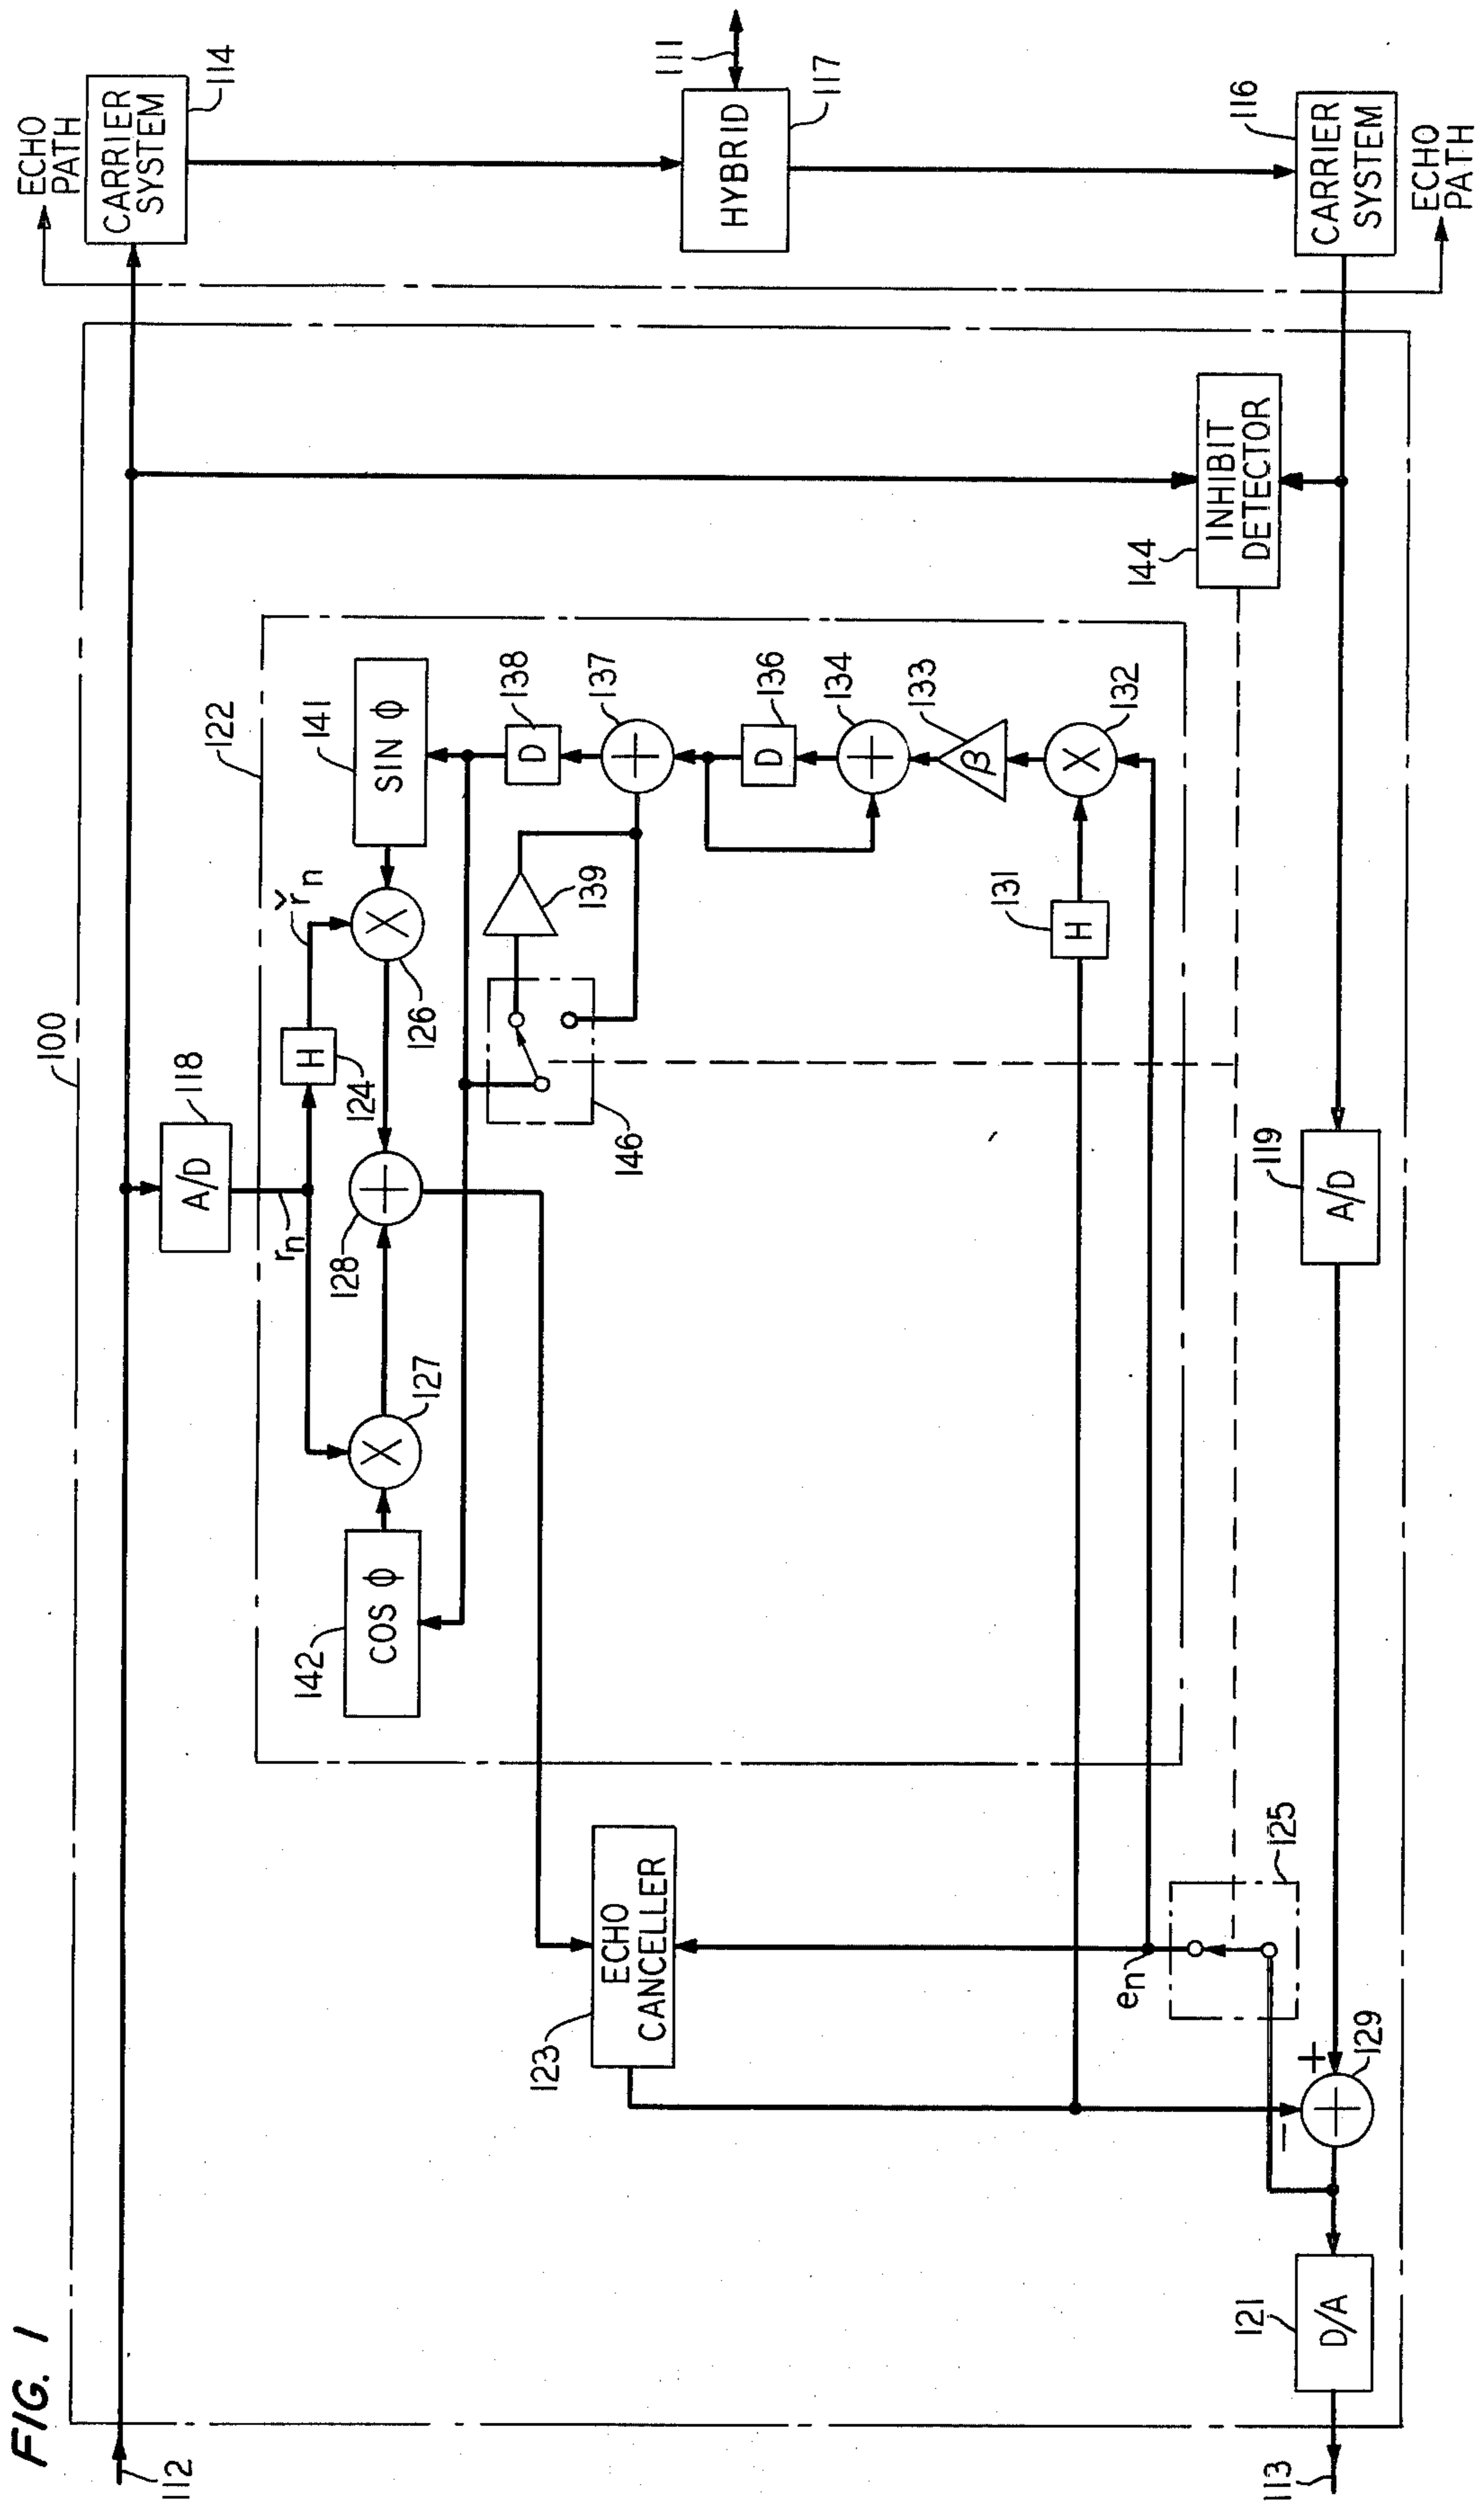 FIG. 1
112
100
118
A/D
rn
122
ECHO
PATH
CARRIER
SYSTEM
114
142
COS ϕ
X
127
128
+
H
124
řn
X
126
141
SIN ϕ
146
139
D
138
+
137
D
136
+
134
β
133
X
132
H
131
111
HYBRID
117
123
ECHO
CANCELLER
en
125
144
INHIBIT
DETECTOR
116
CARRIER
SYSTEM
ECHO
PATH
113
121
D/A
+
−
+
129
119
A/D